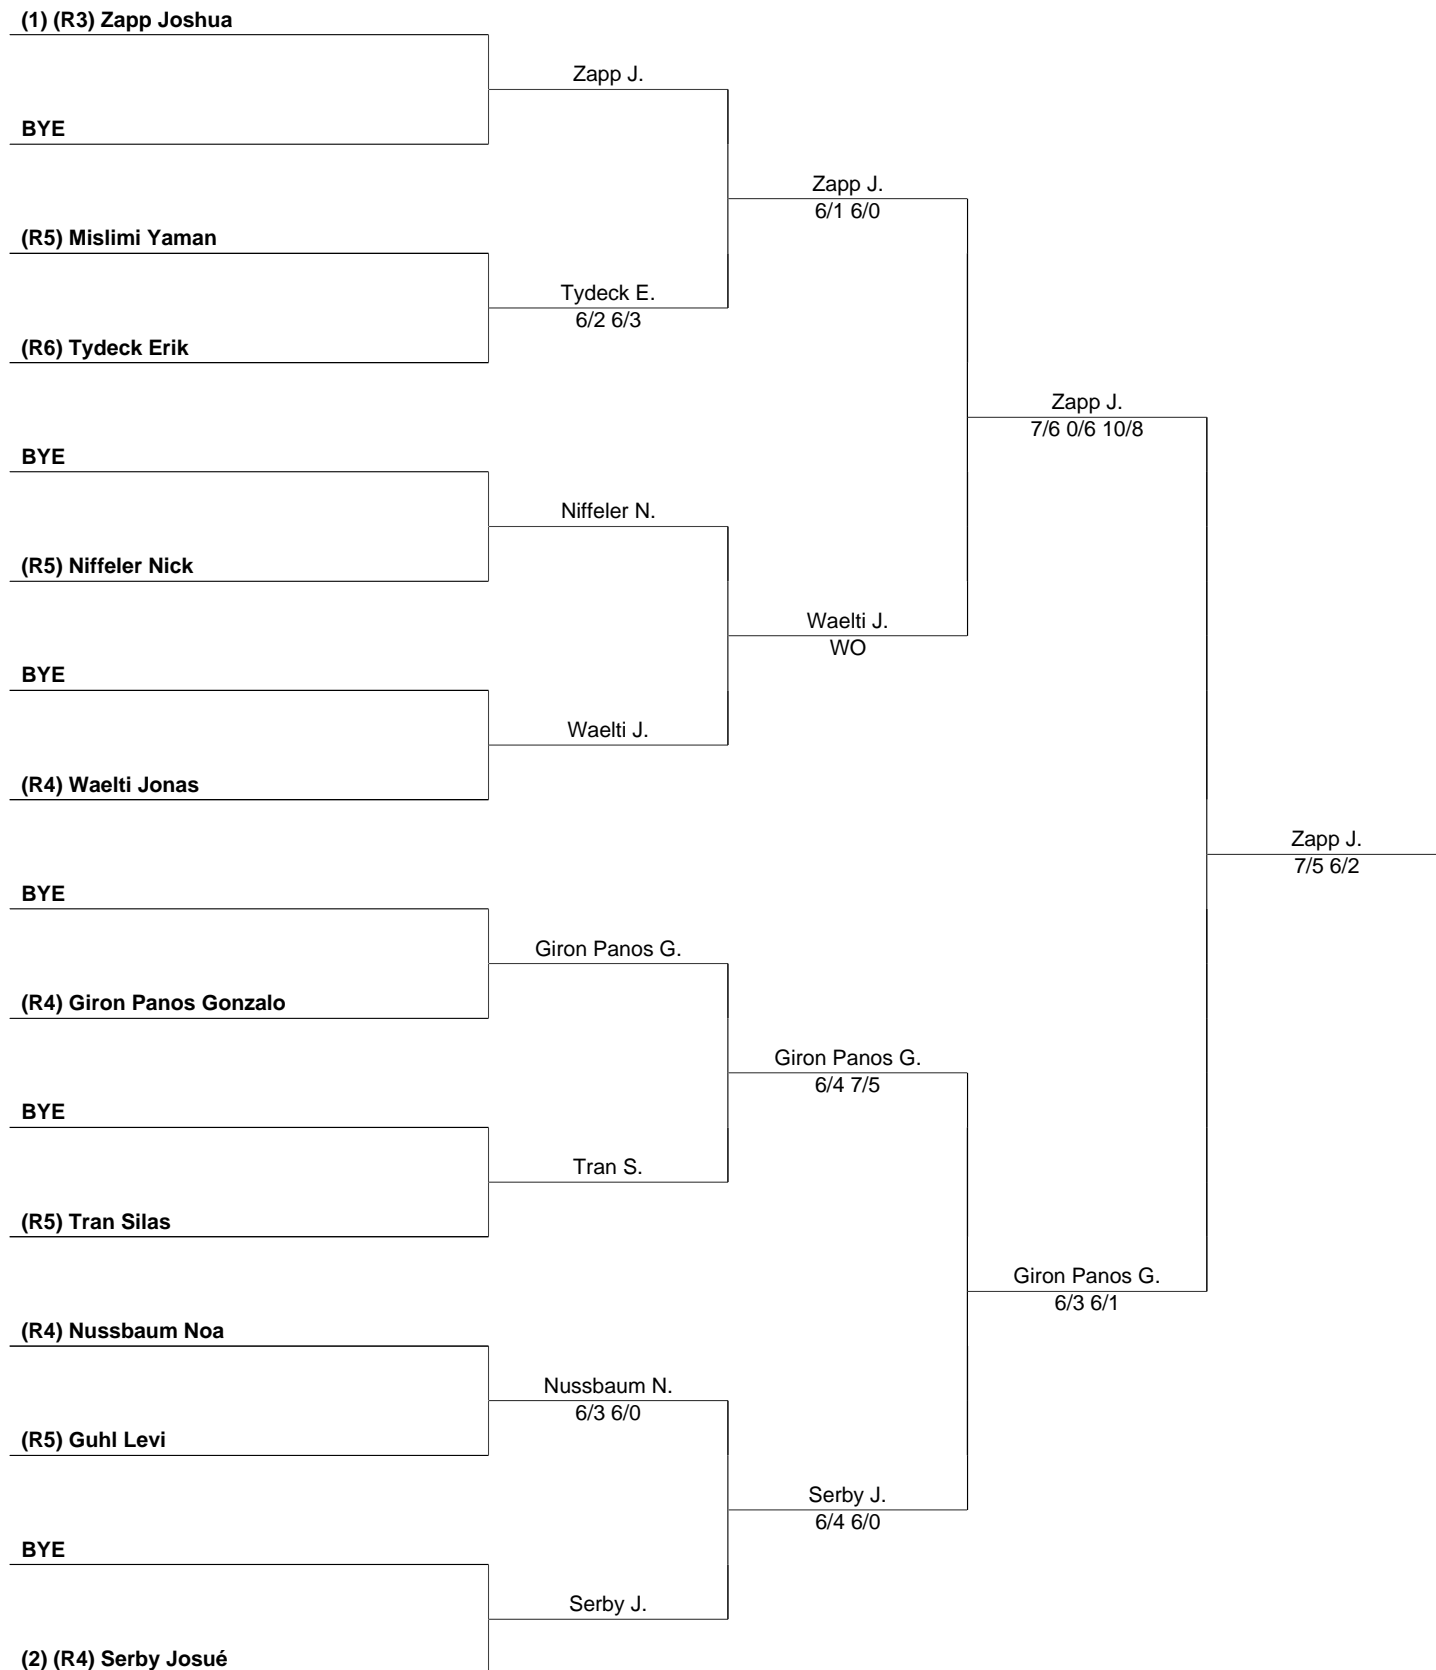 (1) (R3) Zapp Joshua
Zapp J.
BYE
Zapp J.
6/1 6/0
(R5) Mislimi Yaman
Tydeck E.
6/2 6/3
(R6) Tydeck Erik
Zapp J.
7/6 0/6 10/8
BYE
Niffeler N.
(R5) Niffeler Nick
Waelti J.
WO
BYE
Waelti J.
(R4) Waelti Jonas
Zapp J.
7/5 6/2
BYE
Giron Panos G.
(R4) Giron Panos Gonzalo
Giron Panos G.
6/4 7/5
BYE
Tran S.
(R5) Tran Silas
Giron Panos G.
6/3 6/1
(R4) Nussbaum Noa
Nussbaum N.
6/3 6/0
(R5) Guhl Levi
Serby J.
6/4 6/0
BYE
Serby J.
(2) (R4) Serby Josué